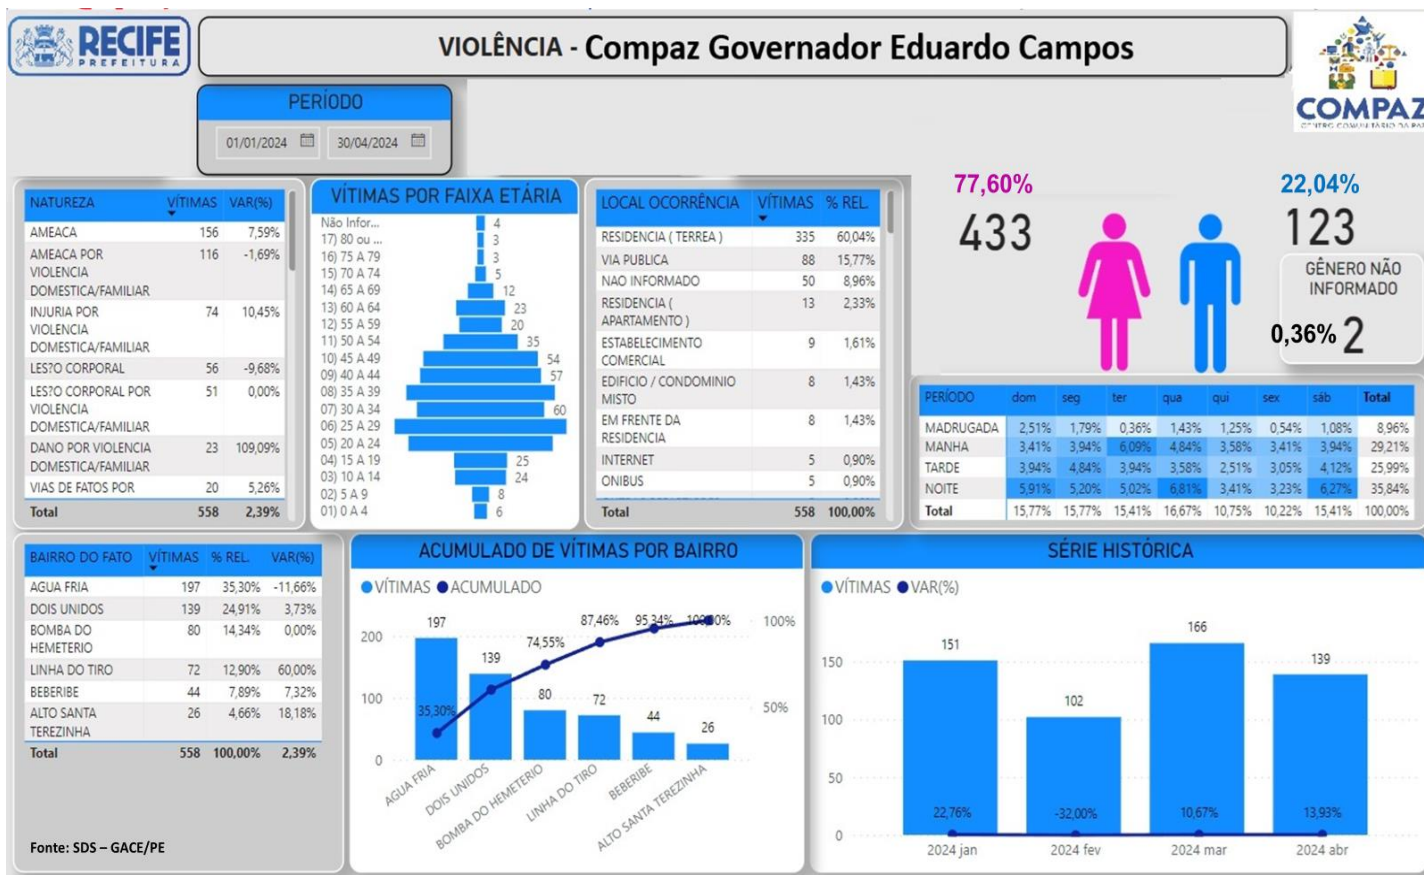 RECIFE
PREFEITURA
VIOLÊNCIA - Compaz Governador Eduardo Campos
COMPAZ
PERÍODO
01/01/2024 30/04/2024
NATUREZA VÍTIMAS VAR(%)
AMEACA 156 7,59%
AMEACA POR 116 -1,69%
VIOLENCIA
DOMESTICA/FAMILIAR
INJURIA POR 74 10,45%
VIOLENCIA
DOMESTICA/FAMILIAR
LES?O CORPORAL 56 -9,68%
LES?O CORPORAL POR 51 0,00%
VIOLENCIA
DOMESTICA/FAMILIAR
DANO POR VIOLENCIA 23 109,09%
DOMESTICA/FAMILIAR
VIAS DE FATOS POR 20 5,26%
Total 558 2,39%
VÍTIMAS POR FAIXA ETÁRIA
Não Infor... 4
17) 80 ou ... 3
16) 75 A 79 3
15) 70 A 74 5
14) 65 A 69 12
13) 60 A 64 23
12) 55 A 59 20
11) 50 A 54 35
10) 45 A 49 54
09) 40 A 44 57
08) 35 A 39
07) 30 A 34 60
06) 25 A 29
05) 20 A 24
04) 15 A 19 25
03) 10 A 14 24
02) 5 A 9 8
01) 0 A 4 6
LOCAL OCORRÊNCIA VÍTIMAS % REL.
RESIDENCIA ( TERREA ) 335 60,04%
VIA PUBLICA 88 15,77%
NAO INFORMADO 50 8,96%
RESIDENCIA ( 13 2,33%
APARTAMENTO )
ESTABELECIMENTO 9 1,61%
COMERCIAL
EDIFICIO / CONDOMINIO 8 1,43%
MISTO
EM FRENTE DA 8 1,43%
RESIDENCIA
INTERNET 5 0,90%
ONIBUS 5 0,90%
Total 558 100,00%
77,60%
433
22,04%
123
GÊNERO NÃO
INFORMADO
0,36% 2
PERÍODO dom seg ter qua qui sex sáb Total
MADRUGADA 2,51% 1,79% 0,36% 1,43% 1,25% 0,54% 1,08% 8,96%
MANHA 3,41% 3,94% 6,09% 4,84% 3,58% 3,41% 3,94% 29,21%
TARDE 3,94% 4,84% 3,94% 3,58% 2,51% 3,05% 4,12% 25,99%
NOITE 5,91% 5,20% 5,02% 6,81% 3,41% 3,23% 6,27% 35,84%
Total 15,77% 15,77% 15,41% 16,67% 10,75% 10,22% 15,41% 100,00%
BAIRRO DO FATO VÍTIMAS % REL. VAR(%)
AGUA FRIA 197 35,30% -11,66%
DOIS UNIDOS 139 24,91% 3,73%
BOMBA DO 80 14,34% 0,00%
HEMETERIO
LINHA DO TIRO 72 12,90% 60,00%
BEBERIBE 44 7,89% 7,32%
ALTO SANTA 26 4,66% 18,18%
TEREZINHA
Total 558 100,00% 2,39%
Fonte: SDS – GACE/PE
ACUMULADO DE VÍTIMAS POR BAIRRO
VÍTIMAS ACUMULADO
200
100
0
197
139
80
72
44
26
35,30%
74,55%
87,46%
95,34%
100,00%
100%
50%
AGUA FRIA
DOIS UNIDOS
BOMBA DO HEMETERIO
LINHA DO TIRO
BEBERIBE
ALTO SANTA TEREZINHA
SÉRIE HISTÓRICA
VÍTIMAS VAR(%)
150
100
50
0
151
102
166
139
22,76% -32,00% 10,67% 13,93%
2024 jan 2024 fev 2024 mar 2024 abr